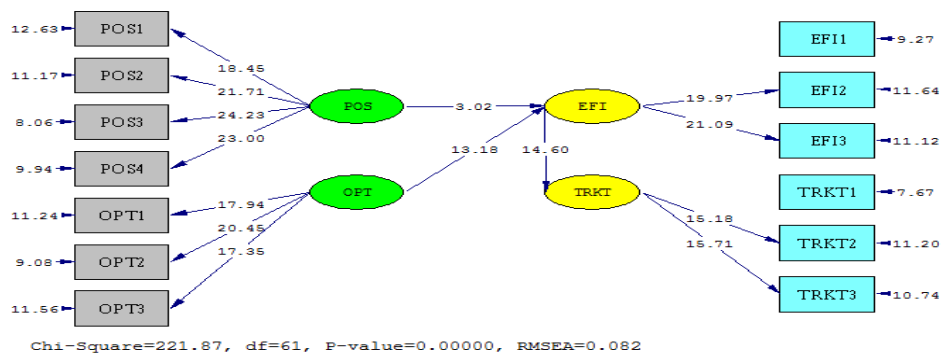 12.63 POS1
11.17 POS2
8.06 POS3
9.94 POS4
11.24 OPT1
9.08 OPT2
11.56 OPT3
18.45
21.71
24.23
23.00
17.94
20.45
17.35
POS
OPT
3.02
13.18
14.60
EFI
TRKT
19.97
21.09
15.18
15.71
EFI1 9.27
EFI2 11.64
EFI3 11.12
TRKT1 7.67
TRKT2 11.20
TRKT3 10.74
Chi-Square=221.87, df=61, P-value=0.00000, RMSEA=0.082